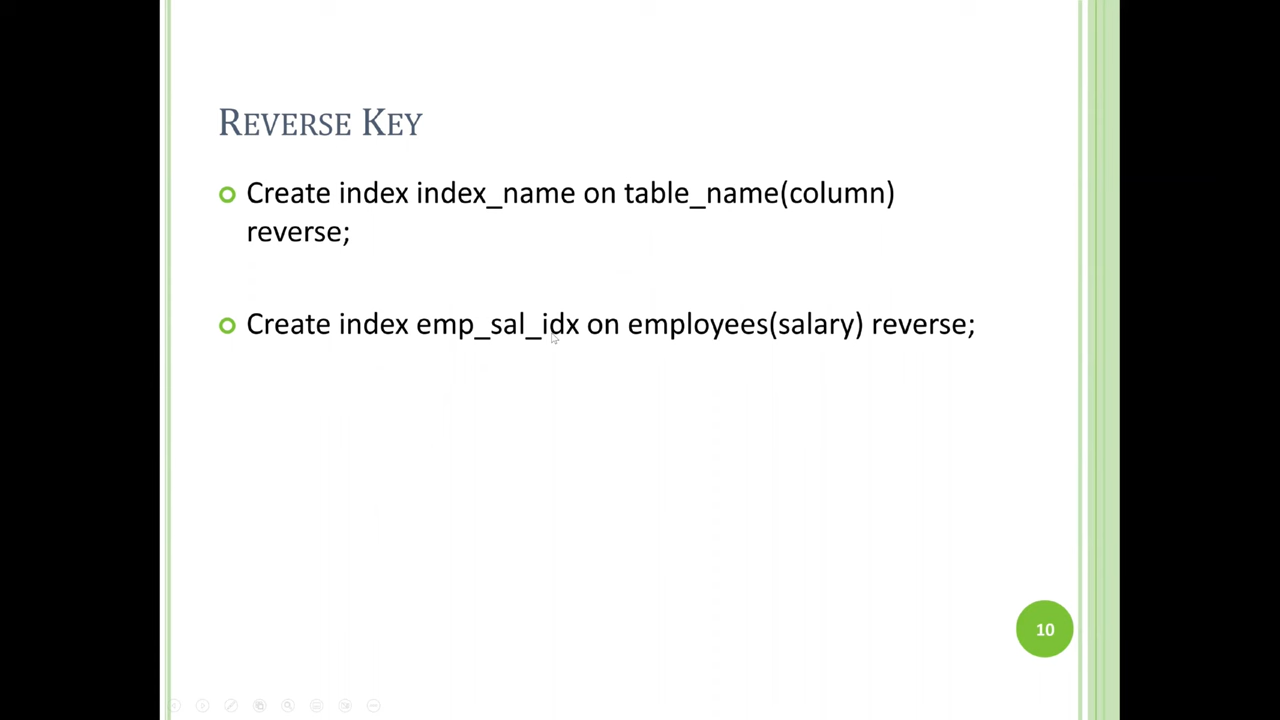 REVERSE KEY
Create index index_name on table_name(column)
reverse;
Create index emp_sal_idx on employees(salary) reverse;
10